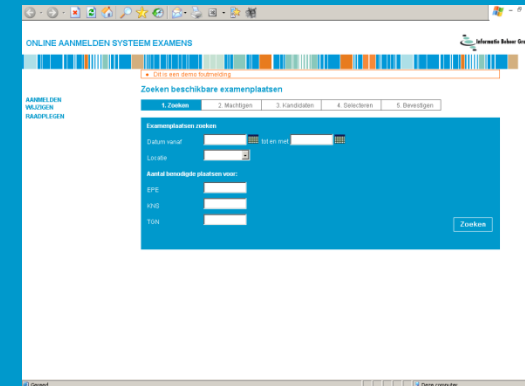 ONLINE AANMELDEN SYSTEEM EXAMENS
Informatie Beheer Gro
Dit is een demo foutmelding
Zoeken beschikbare examenplaatsen
AANMELDEN
WIJZIGEN
RAADPLEGEN
1. Zoeken 2. Machtigen 3. Kandidaten 4. Selecteren 5. Bevestigen
Examenplaatsen zoeken
Datum vanaf tot en met
Locatie
Aantal benodigde plaatsen voor:
EPE
KNS
TGN
Zoeken
Gereed
Deze computer